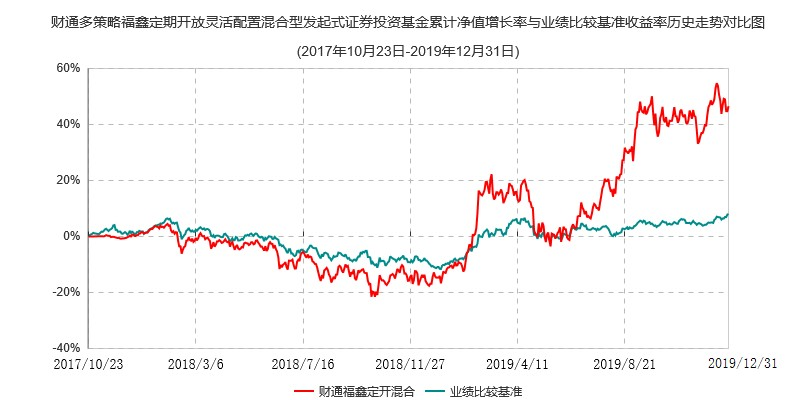 财通多策略福鑫定期开放灵活配置混合型发起式证券投资基金累计净值增长率与业绩比较基准收益率历史走势对比图
(2017年10月23日-2019年12月31日)
60%
40%
20%
0%
-20%
-40%
2017/10/23 2018/3/6 2018/7/16 2018/11/27 2019/4/11 2019/8/21 2019/12/31
财通福鑫定开混合 业绩比较基准